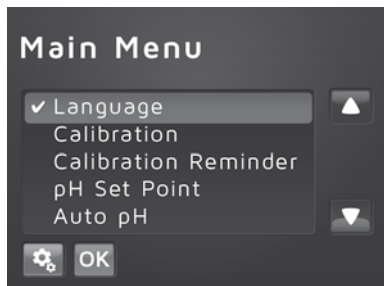 Main Menu
✔ Language
Calibration
Calibration Reminder
pH Set Point
Auto pH
OK